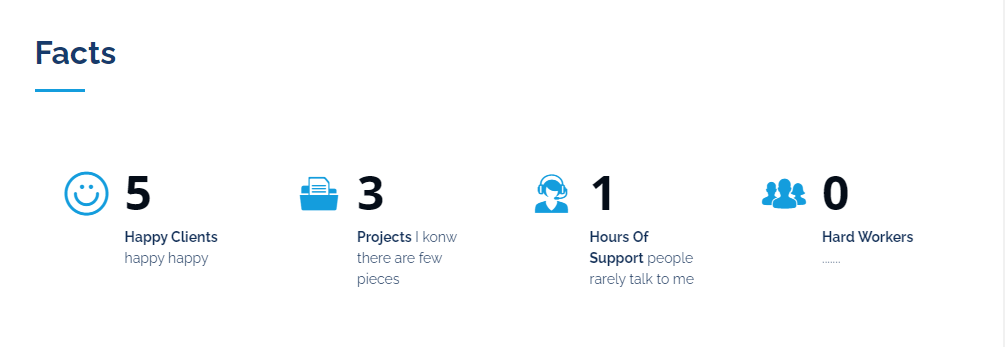 Facts
5
Happy Clients
happy happy
3
Projects I konw
there are few
pieces
1
Hours Of
Support people
rarely talk to me
0
Hard Workers
.......